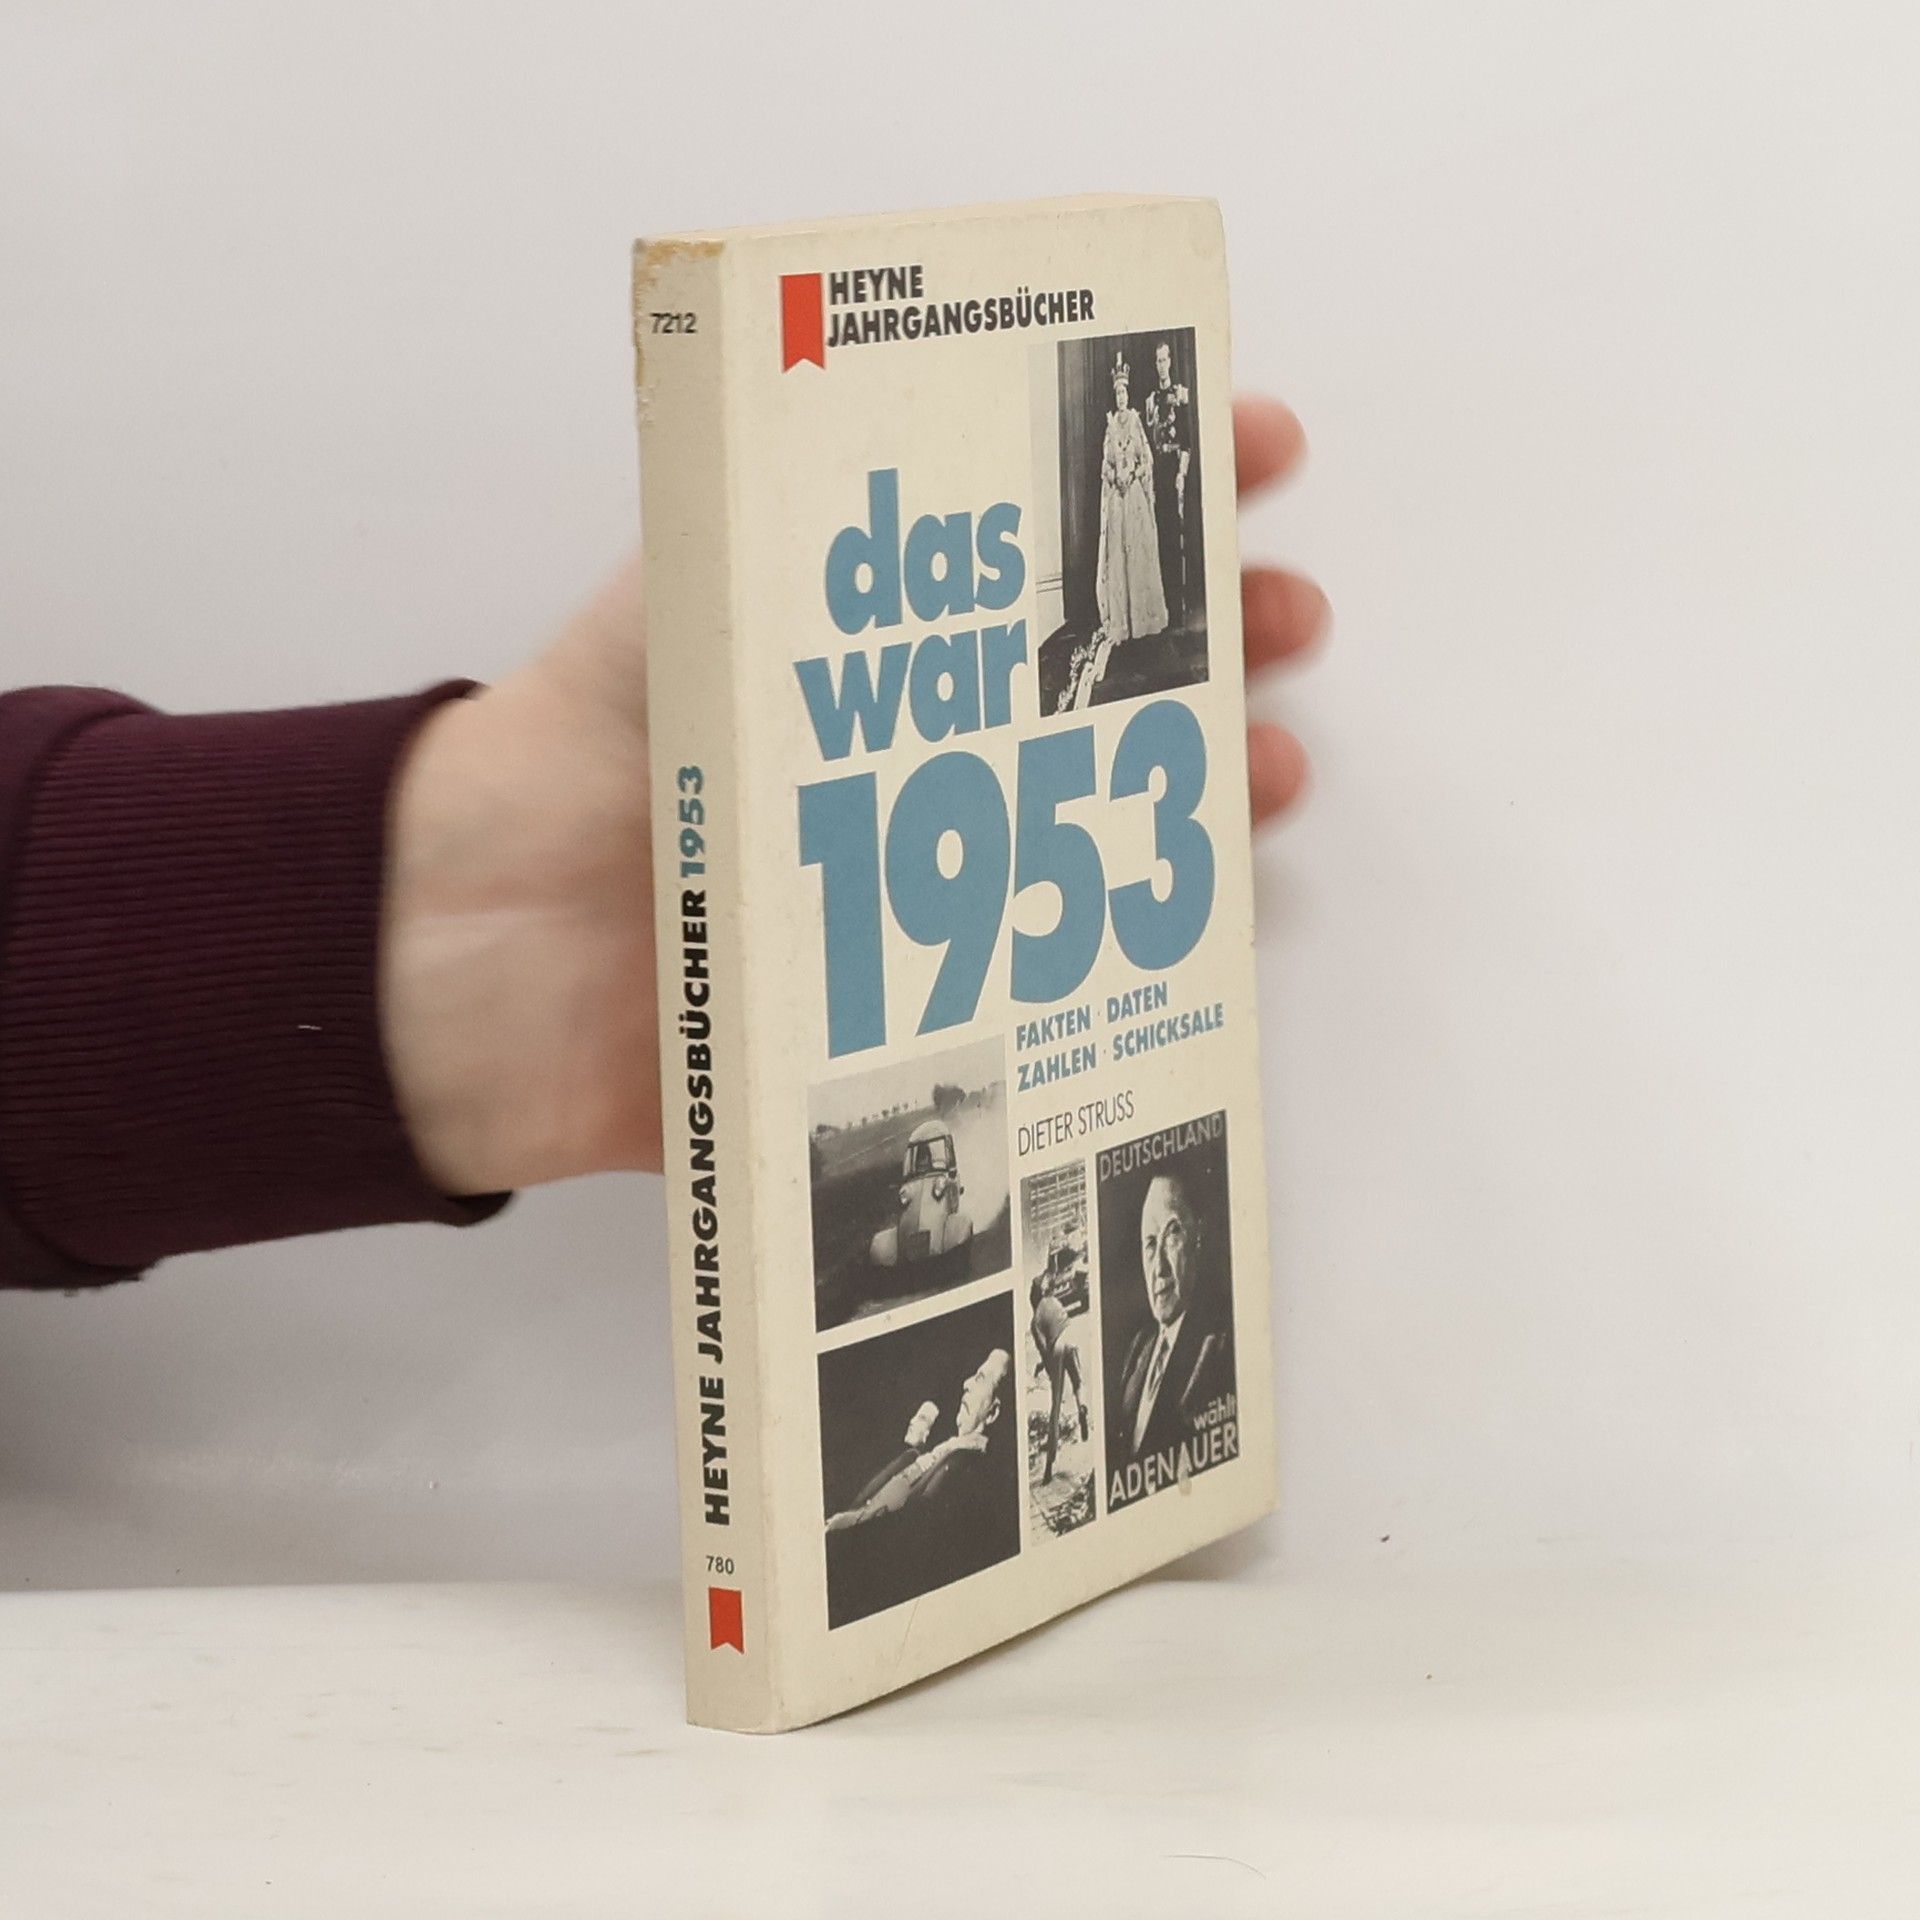 7212
HEYNE JAHRGANGSBÜCHER 1953
780
HEYNE
JAHRGANGSBÜCHER
das
war
1953
FAKTEN · DATEN
ZAHLEN · SCHICKSALE
DIETER STRUSS
DEUTSCHLAND
wählt
ADENAUER